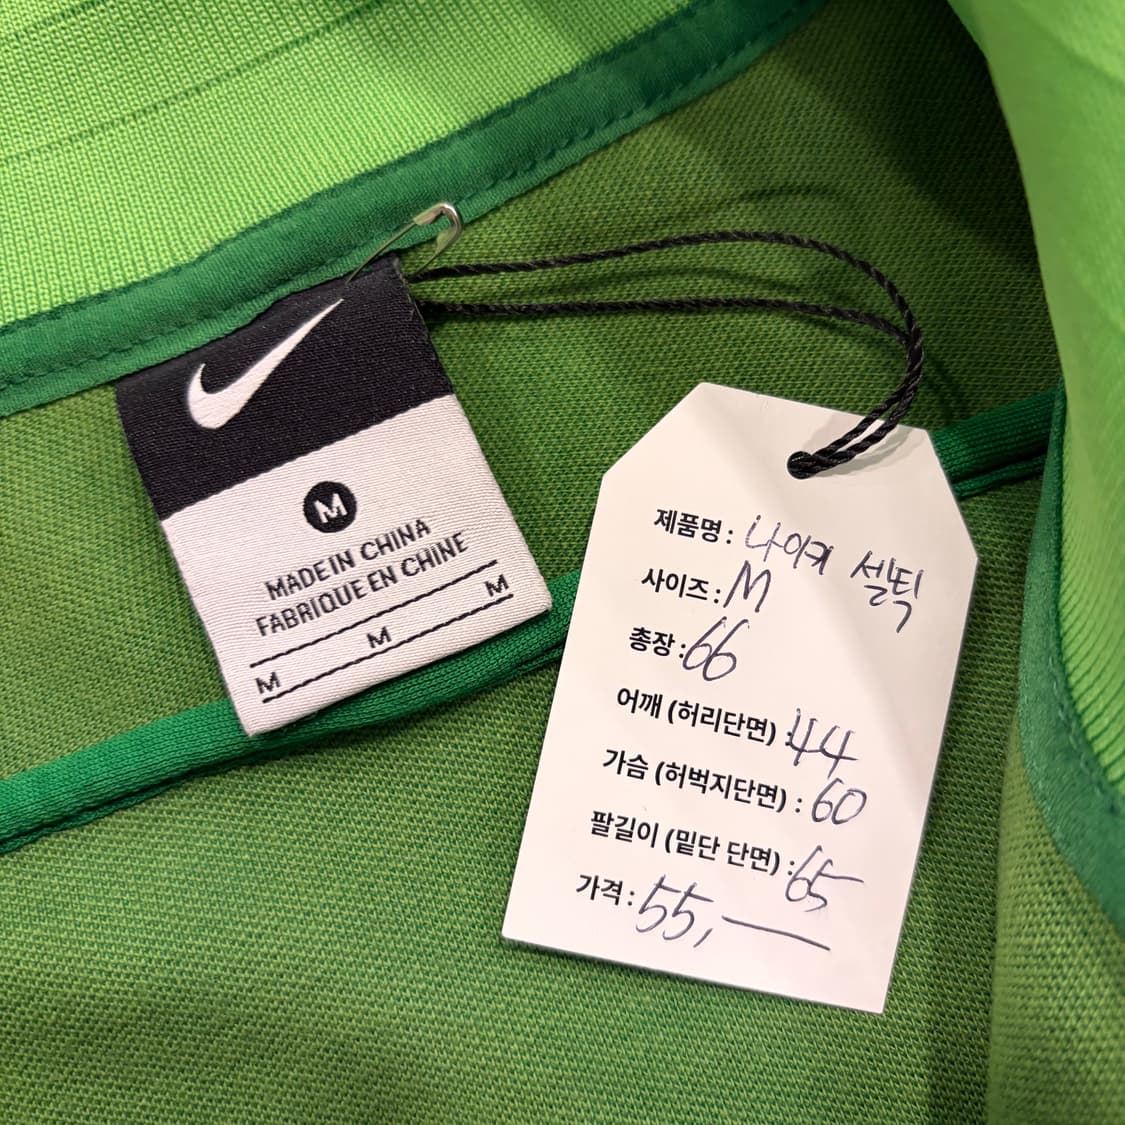 M
MADE IN CHINA
FABRIQUE EN CHINE
M M M
제품명 : 나이키 셀틱
사이즈 : M
총장 : 66
어깨 (허리단면) : 44
가슴 (허벅지단면) : 60
팔길이 (밑단 단면) : 65
가격 : 55,—